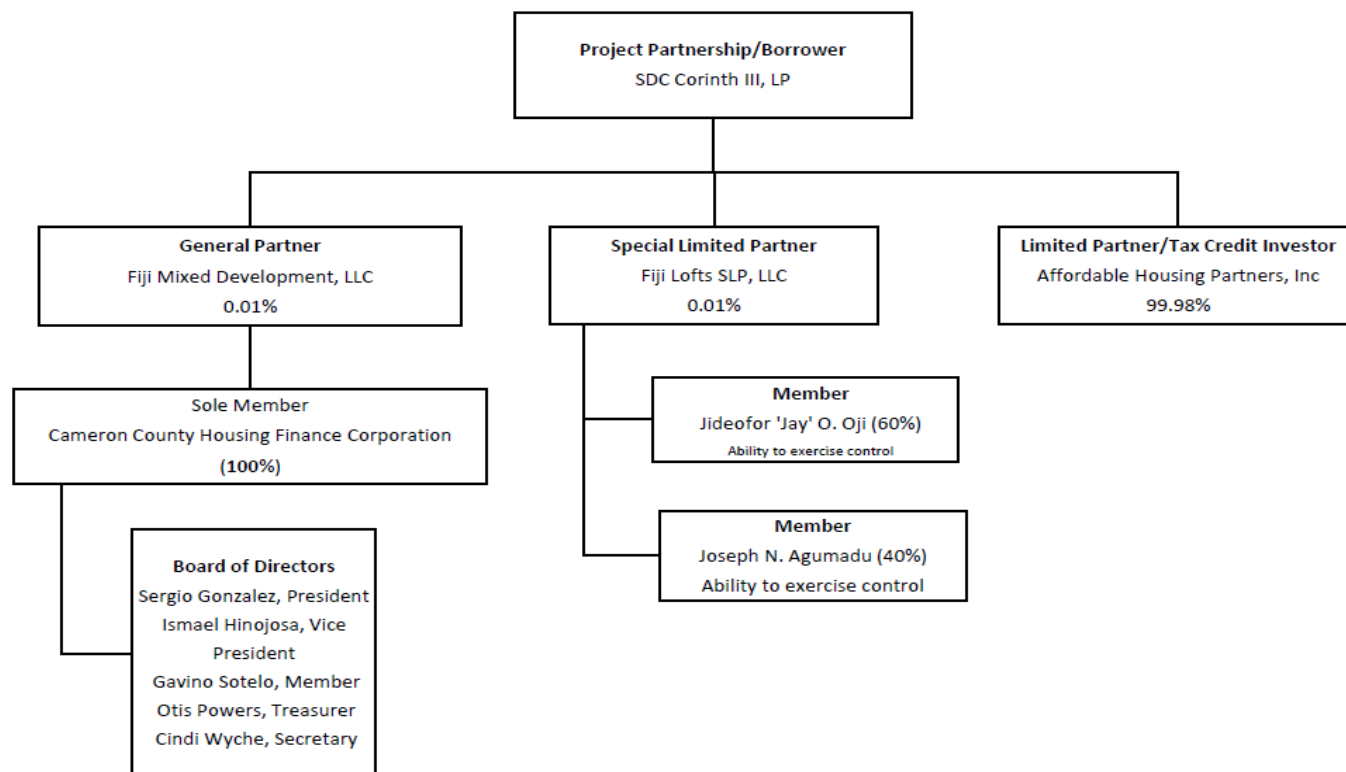 Project Partnership/Borrower
SDC Corinth III, LP
General Partner
Fiji Mixed Development, LLC
0.01%
Special Limited Partner
Fiji Lofts SLP, LLC
0.01%
Limited Partner/Tax Credit Investor
Affordable Housing Partners, Inc
99.98%
Sole Member
Cameron County Housing Finance Corporation
(100%)
Member
Jideofor 'Jay' O. Oji (60%)
Ability to exercise control
Member
Joseph N. Agumadu (40%)
Ability to exercise control
Board of Directors
Sergio Gonzalez, President
Ismael Hinojosa, Vice
President
Gavino Sotelo, Member
Otis Powers, Treasurer
Cindi Wyche, Secretary